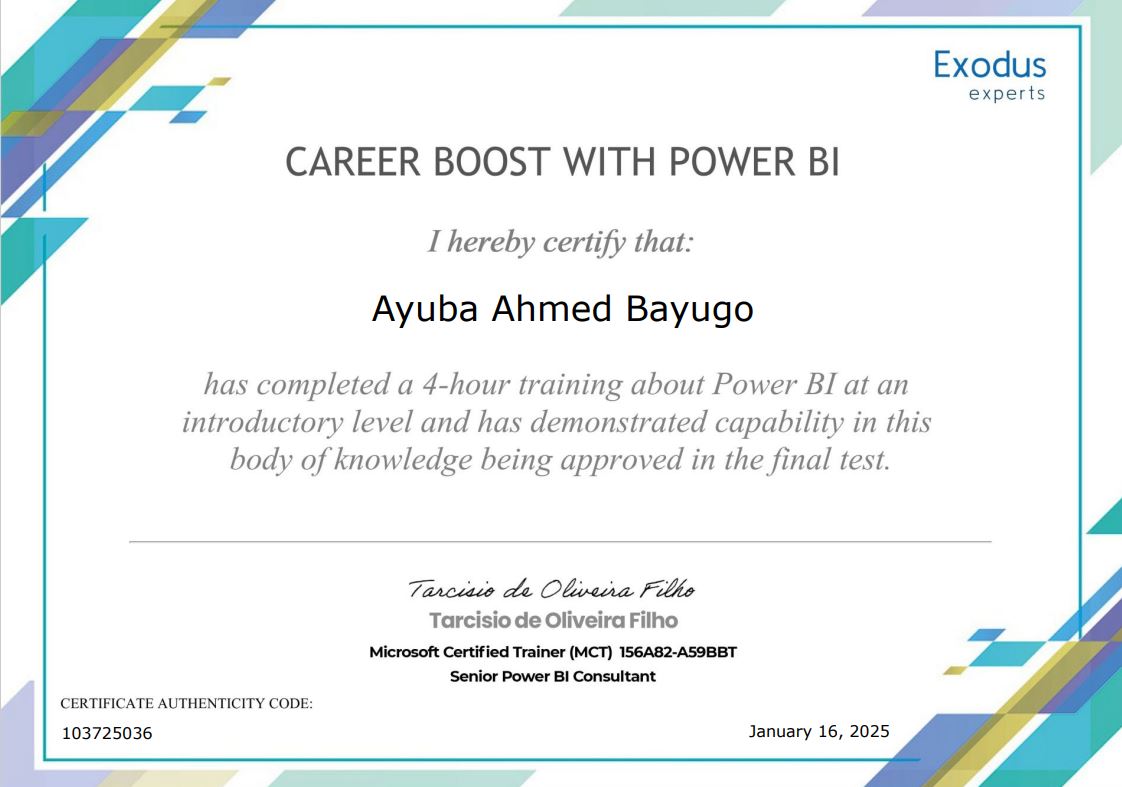 Exodus
experts
CAREER BOOST WITH POWER BI
I hereby certify that:
Ayuba Ahmed Bayugo
has completed a 4-hour training about Power BI at an
introductory level and has demonstrated capability in this
body of knowledge being approved in the final test.
Tarcisio de Oliveira Filho
Tarcisio de Oliveira Filho
Microsoft Certified Trainer (MCT) 156A82-A59BBT
Senior Power BI Consultant
CERTIFICATE AUTHENTICITY CODE:
103725036
January 16, 2025